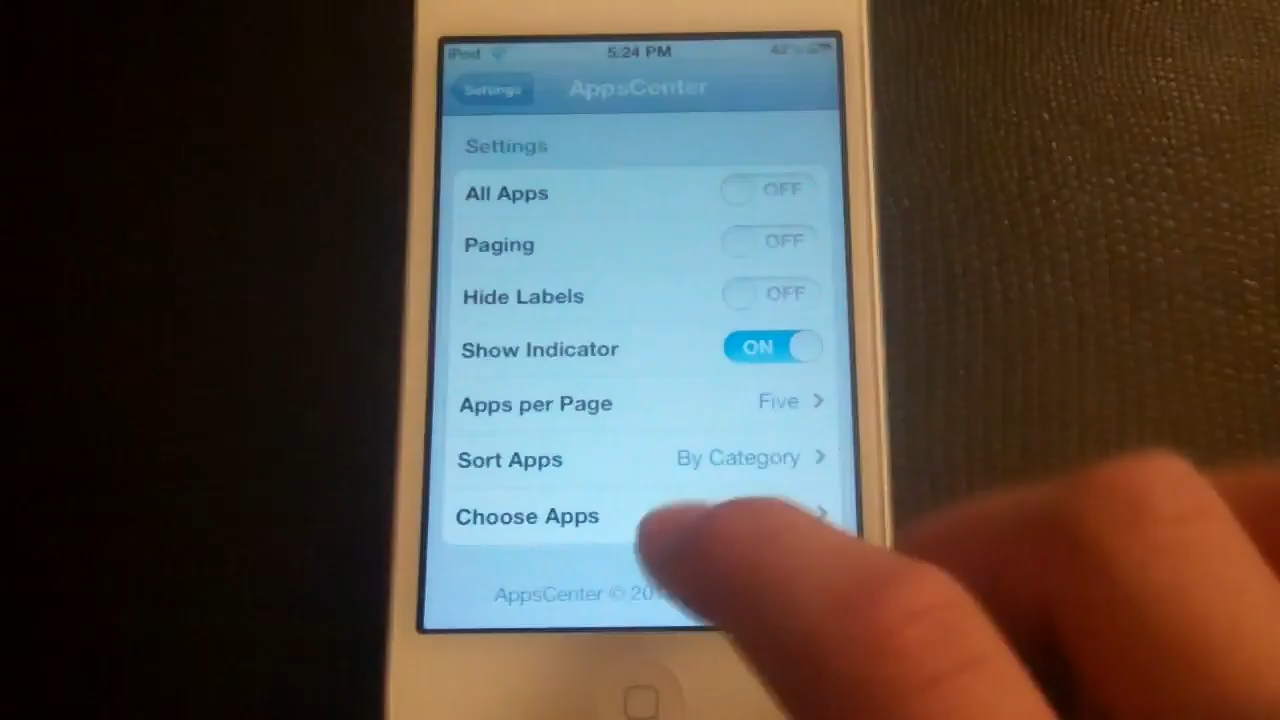 iPod 5:24 PM
Settings AppsCenter
Settings
All Apps OFF
Paging OFF
Hide Labels OFF
Show Indicator ON
Apps per Page Five
Sort Apps By Category
Choose Apps
AppsCenter ©